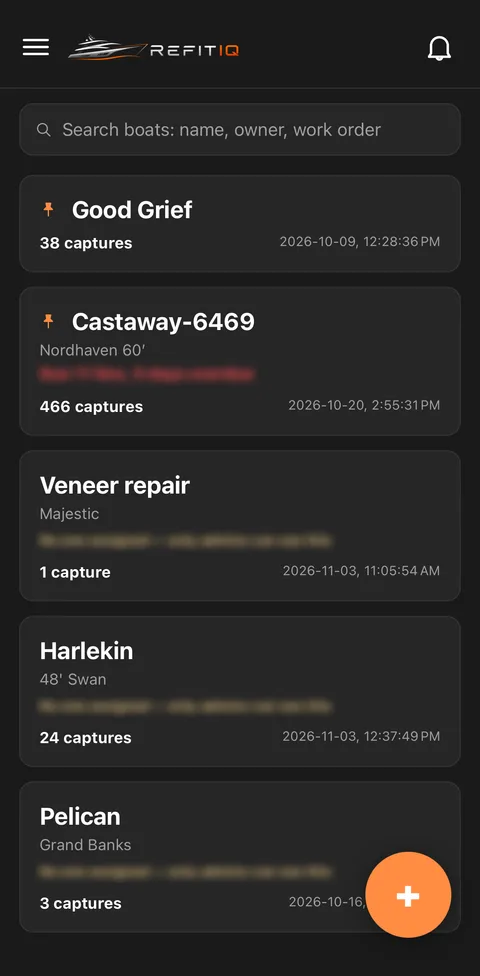 REFITIQ
Search boats: name, owner, work order
Good Grief
38 captures
2026-10-09, 12:28:36 PM
Castaway-6469
Nordhaven 60′
466 captures
2026-10-20, 2:55:31 PM
Veneer repair
Majestic
1 capture
2026-11-03, 11:05:54 AM
Harlekin
48' Swan
24 captures
2026-11-03, 12:37:49 PM
Pelican
Grand Banks
3 captures
2026-10-16,